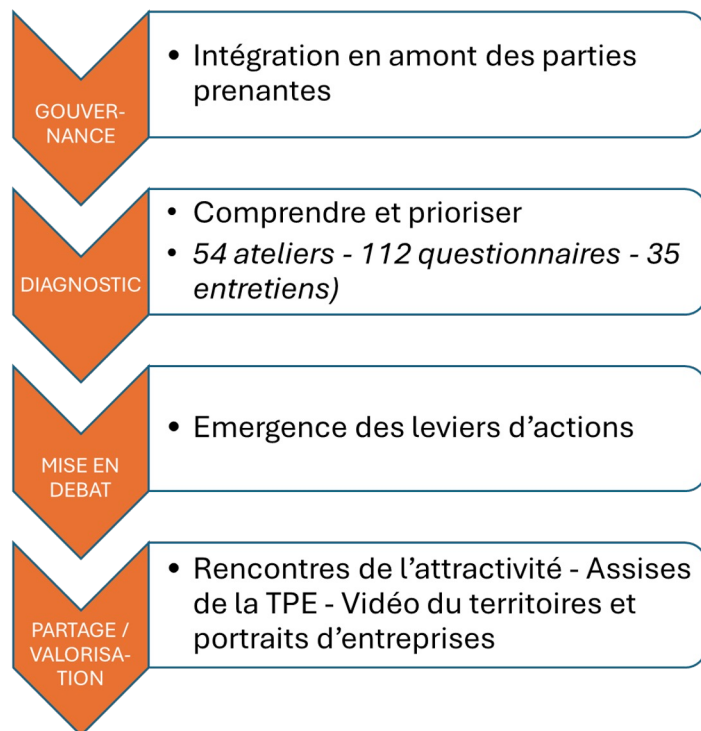 GOUVER-
NANCE
• Intégration en amont des parties
prenantes
DIAGNOSTIC
• Comprendre et prioriser
• 54 ateliers - 112 questionnaires - 35
entretiens)
MISE EN
DEBAT
• Emergence des leviers d’actions
PARTAGE /
VALORISA-
TION
• Rencontres de l’attractivité - Assises
de la TPE - Vidéo du territoires et
portraits d’entreprises